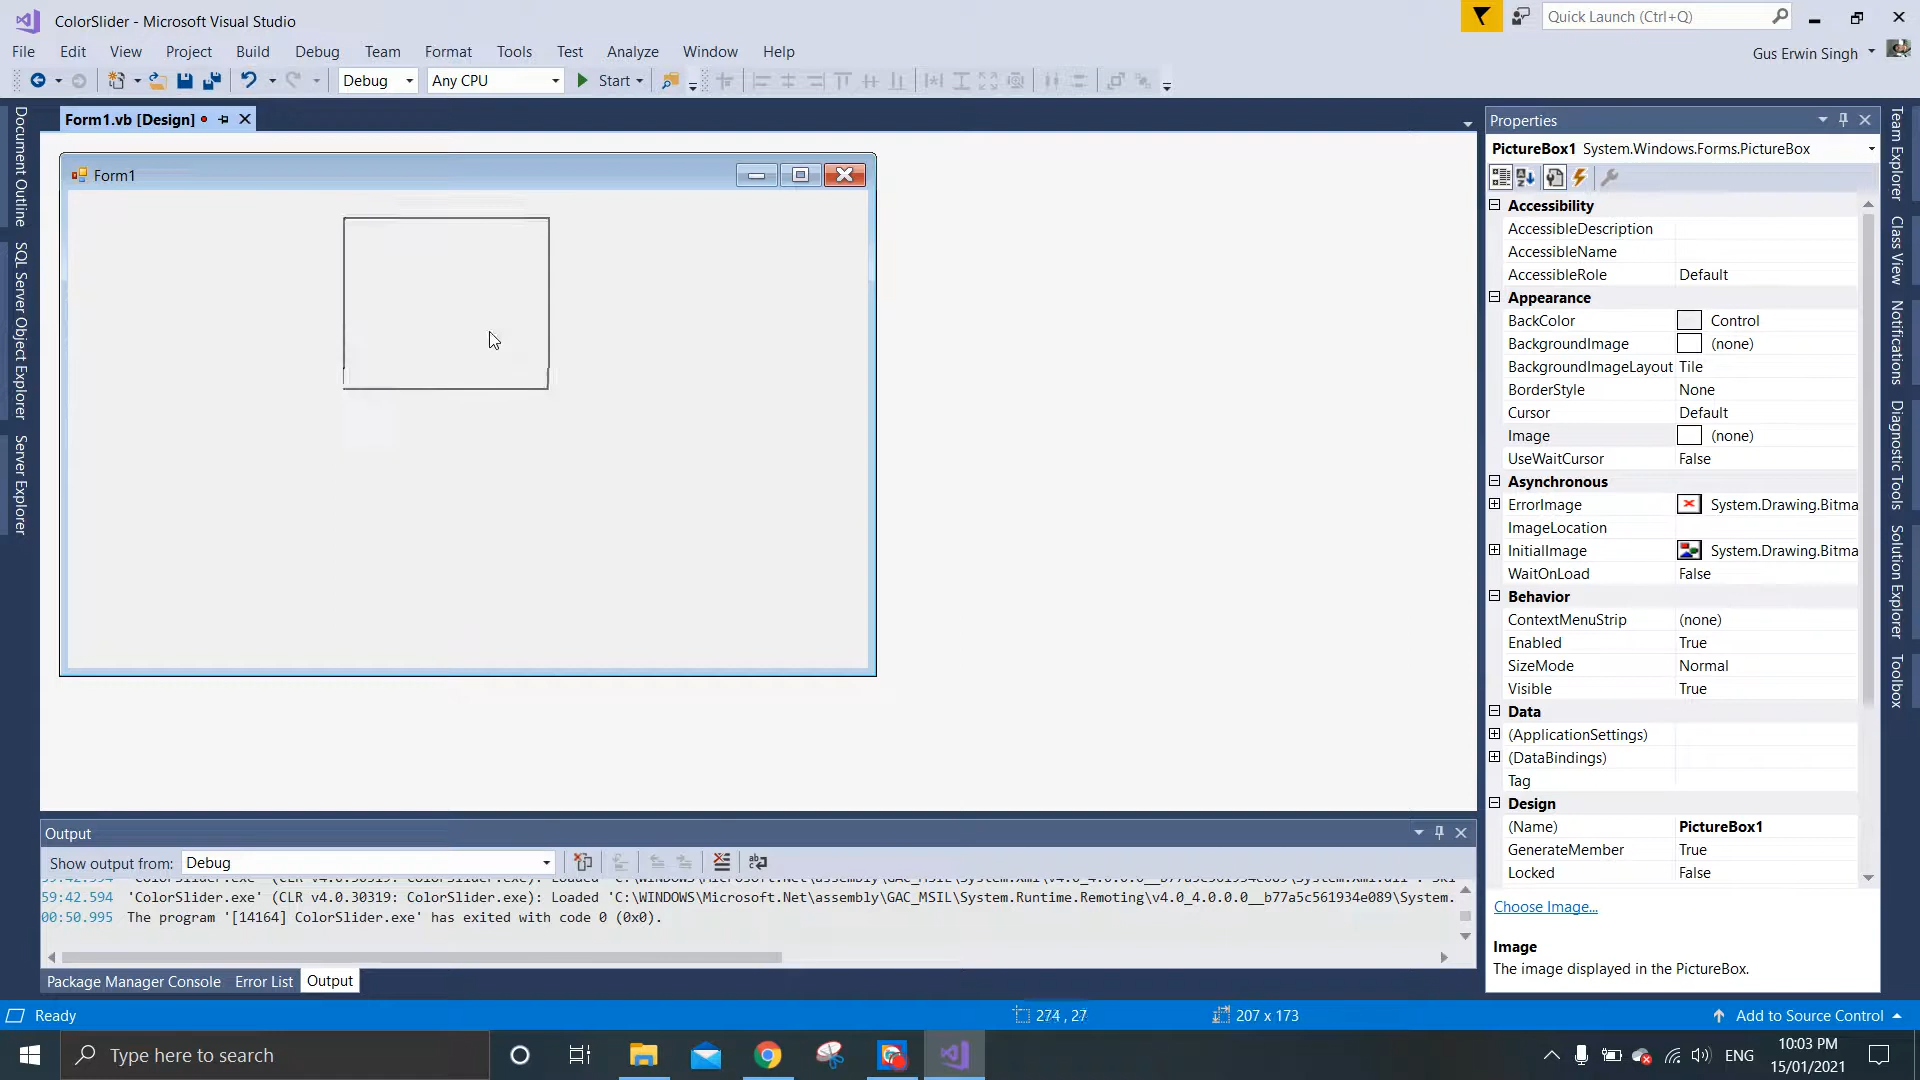 ColorSlider - Microsoft Visual Studio
Quick Launch (Ctrl+Q)
File Edit View Project Build Debug Team Format Tools Test Analyze Window Help
Gus Erwin Singh
Debug Any CPU Start
Form1.vb [Design]
Form1
Document Outline
SQL Server Object Explorer
Server Explorer
Properties
PictureBox1 System.Windows.Forms.PictureBox
Accessibility
AccessibleDescription
AccessibleName
AccessibleRole Default
Appearance
BackColor Control
BackgroundImage (none)
BackgroundImageLayout Tile
BorderStyle None
Cursor Default
Image (none)
UseWaitCursor False
Asynchronous
ErrorImage System.Drawing.Bitma
ImageLocation
InitialImage System.Drawing.Bitma
WaitOnLoad False
Behavior
ContextMenuStrip (none)
Enabled True
SizeMode Normal
Visible True
Data
(ApplicationSettings)
(DataBindings)
Tag
Design
(Name) PictureBox1
GenerateMember True
Locked False
Choose Image...
Image
The image displayed in the PictureBox.
Team Explorer
Class View
Notifications
Diagnostic Tools
Solution Explorer
Toolbox
Output
Show output from: Debug
59:42.594 'ColorSlider.exe' (CLR v4.0.30319: ColorSlider.exe): Loaded 'C:\WINDOWS\Microsoft.Net\assembly\GAC_MSIL\System.Runtime.Remoting\v4.0_4.0.0.0__b77a5c561934e089\System.
00:50.995 The program '[14164] ColorSlider.exe' has exited with code 0 (0x0).
Package Manager Console Error List Output
Ready 274 , 27 207 x 173 Add to Source Control
Type here to search
ENG
10:03 PM
15/01/2021